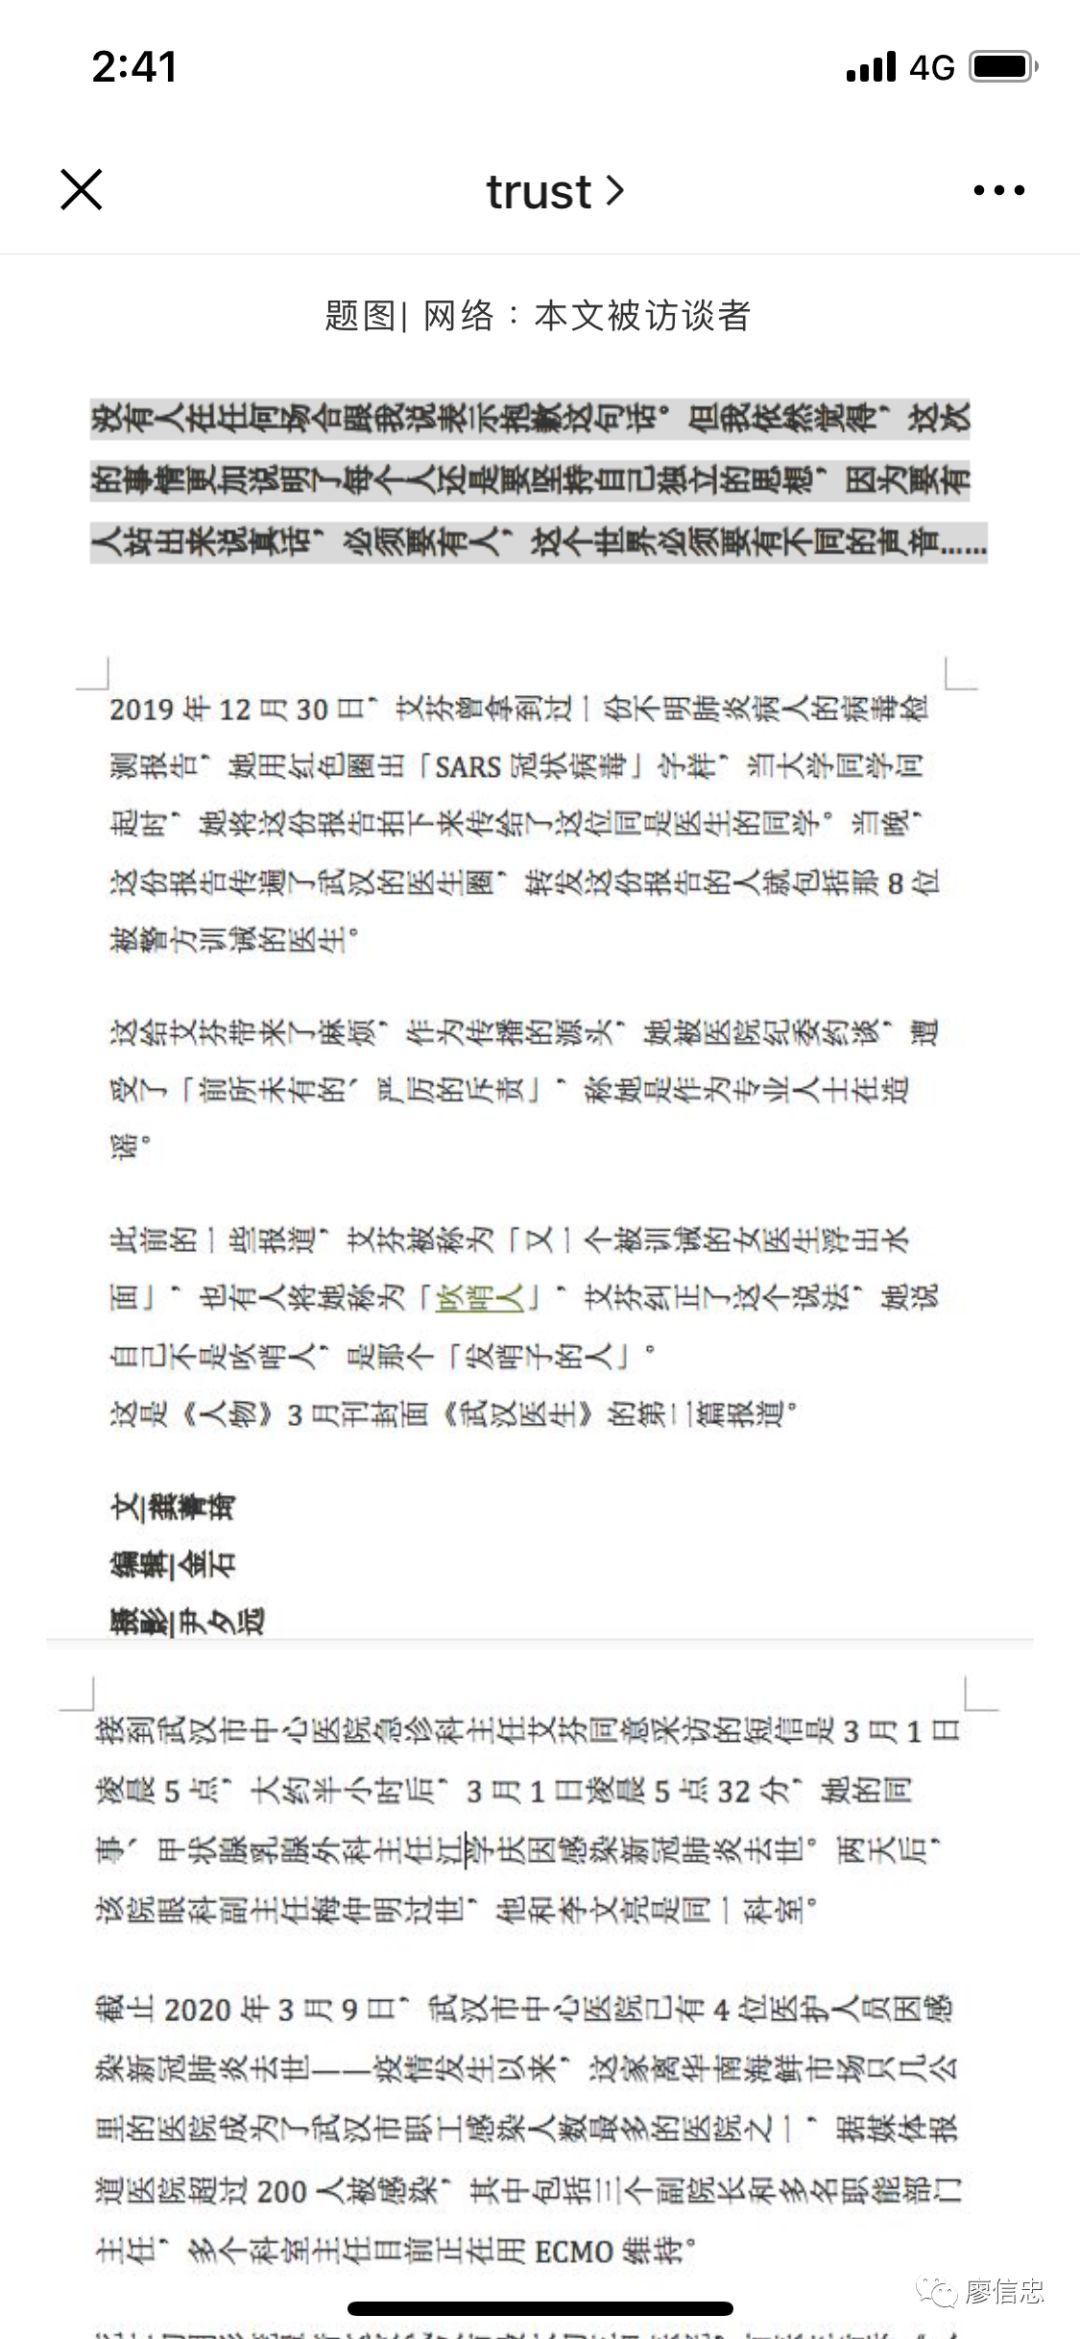 2:41
4G
trust
题图| 网络：本文被访谈者
没有人在任何场合跟我说表示抱歉这句话。但我依然觉得，这次
的事情更加说明了每个人还是要坚持自己独立的思想，因为要有
人站出来说真话，必须要有人，这个世界必须要有不同的声音……
2019 年 12 月 30 日，艾芬曾拿到过一份不明肺炎病人的病毒检
测报告，她用红色圈出「SARS 冠状病毒」字样，当大学同学问
起时，她将这份报告拍下来传给了这位同是医生的同学。当晚，
这份报告传遍了武汉的医生圈，转发这份报告的人就包括那 8 位
被警方训诫的医生。
这给艾芬带来了麻烦，作为传播的源头，她被医院纪委约谈，遭
受了「前所未有的、严厉的斥责」，称她是作为专业人士在造
谣。
此前的一些报道，艾芬被称为「又一个被训诫的女医生浮出水
面」，也有人将她称为「吹哨人」，艾芬纠正了这个说法，她说
自己不是吹哨人，是那个「发哨子的人」。
这是《人物》3 月刊封面《武汉医生》的第二篇报道。
文|龚菁琦
编辑|金石
摄影|尹夕远
接到武汉市中心医院急诊科主任艾芬同意采访的短信是 3 月 1 日
凌晨 5 点，大约半小时后，3 月 1 日凌晨 5 点 32 分，她的同
事、甲状腺乳腺外科主任江学庆因感染新冠肺炎去世。两天后，
该院眼科副主任梅仲明过世，他和李文亮是同一科室。
截止 2020 年 3 月 9 日，武汉市中心医院已有 4 位医护人员因感
染新冠肺炎去世——疫情发生以来，这家离华南海鲜市场只几公
里的医院成为了武汉市职工感染人数最多的医院之一，据媒体报
道医院超过 200 人被感染，其中包括三个副院长和多名职能部门
主任，多个科室主任目前正在用 ECMO 维持。
廖信忠